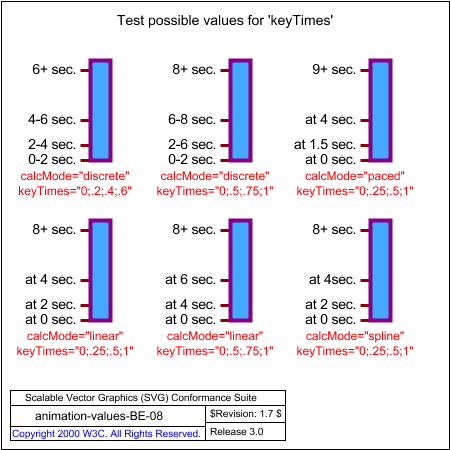 Test possible values for 'keyTimes'
6+ sec.
4-6 sec.
2-4 sec.
0-2 sec.
calcMode="discrete"
keyTimes="0;.2;.4;.6"
8+ sec.
6-8 sec.
2-6 sec.
0-2 sec.
calcMode="discrete"
keyTimes="0;.5;.75;1"
9+ sec.
at 4 sec.
at 1.5 sec.
at 0 sec.
calcMode="paced"
keyTimes="0;.25;.5;1"
8+ sec.
at 4 sec.
at 2 sec.
at 0 sec.
calcMode="linear"
keyTimes="0;.25;.5;1"
8+ sec.
at 6 sec.
at 4 sec.
at 0 sec.
calcMode="linear"
keyTimes="0;.5;.75;1"
8+ sec.
at 4sec.
at 2 sec.
at 0 sec.
calcMode="spline"
keyTimes="0;.25;.5;1"
Scalable Vector Graphics (SVG) Conformance Suite
animation-values-BE-08
$Revision: 1.7 $
Copyright 2000 W3C. All Rights Reserved.
Release 3.0